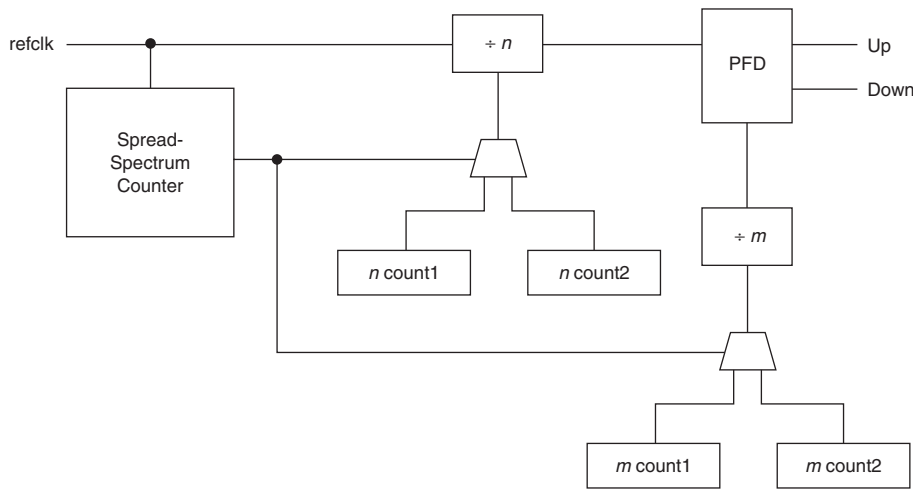 refclk
÷ n
PFD
Up
Down
Spread-
Spectrum
Counter
÷ m
n count1
n count2
m count1
m count2